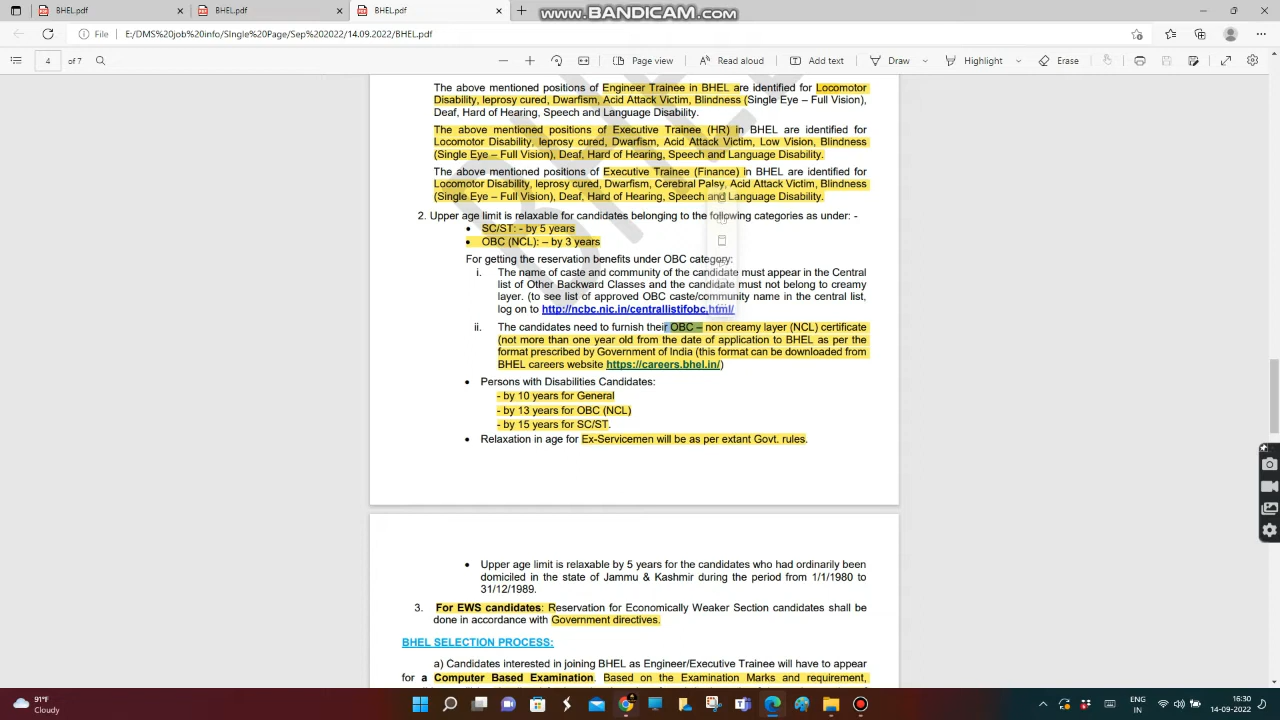 BHEL.pdf
BHEL.pdf
BHEL.pdf
www.BANDICAM.com
File
E:/DMS%20job%20info/SIngle%20Page/Sep%202022/14.09.2022/BHEL.pdf
4 of 7
Page view
Read aloud
Add text
Draw
Highlight
Erase
The above mentioned positions of Engineer Trainee in BHEL are identified for Locomotor
Disability, leprosy cured, Dwarfism, Acid Attack Victim, Blindness (Single Eye – Full Vision),
Deaf, Hard of Hearing, Speech and Language Disability.
The above mentioned positions of Executive Trainee (HR) in BHEL are identified for
Locomotor Disability, leprosy cured, Dwarfism, Acid Attack Victim, Low Vision, Blindness
(Single Eye – Full Vision), Deaf, Hard of Hearing, Speech and Language Disability.
The above mentioned positions of Executive Trainee (Finance) in BHEL are identified for
Locomotor Disability, leprosy cured, Dwarfism, Cerebral Palsy, Acid Attack Victim, Blindness
(Single Eye – Full Vision), Deaf, Hard of Hearing, Speech and Language Disability.
2. Upper age limit is relaxable for candidates belonging to the following categories as under: -
• SC/ST: - by 5 years
• OBC (NCL): – by 3 years
For getting the reservation benefits under OBC category:
i. The name of caste and community of the candidate must appear in the Central
list of Other Backward Classes and the candidate must not belong to creamy
layer. (to see list of approved OBC caste/community name in the central list,
log on to http://ncbc.nic.in/centrallistifobc.html/
ii. The candidates need to furnish their OBC – non creamy layer (NCL) certificate
(not more than one year old from the date of application to BHEL as per the
format prescribed by Government of India (this format can be downloaded from
BHEL careers website https://careers.bhel.in/)
• Persons with Disabilities Candidates:
- by 10 years for General
- by 13 years for OBC (NCL)
- by 15 years for SC/ST.
• Relaxation in age for Ex-Servicemen will be as per extant Govt. rules.
• Upper age limit is relaxable by 5 years for the candidates who had ordinarily been
domiciled in the state of Jammu & Kashmir during the period from 1/1/1980 to
31/12/1989.
3. For EWS candidates: Reservation for Economically Weaker Section candidates shall be
done in accordance with Government directives.
BHEL SELECTION PROCESS:
a) Candidates interested in joining BHEL as Engineer/Executive Trainee will have to appear
for a Computer Based Examination. Based on the Examination Marks and requirement,
91°F
Cloudy
ENG
IN
16:30
14-09-2022